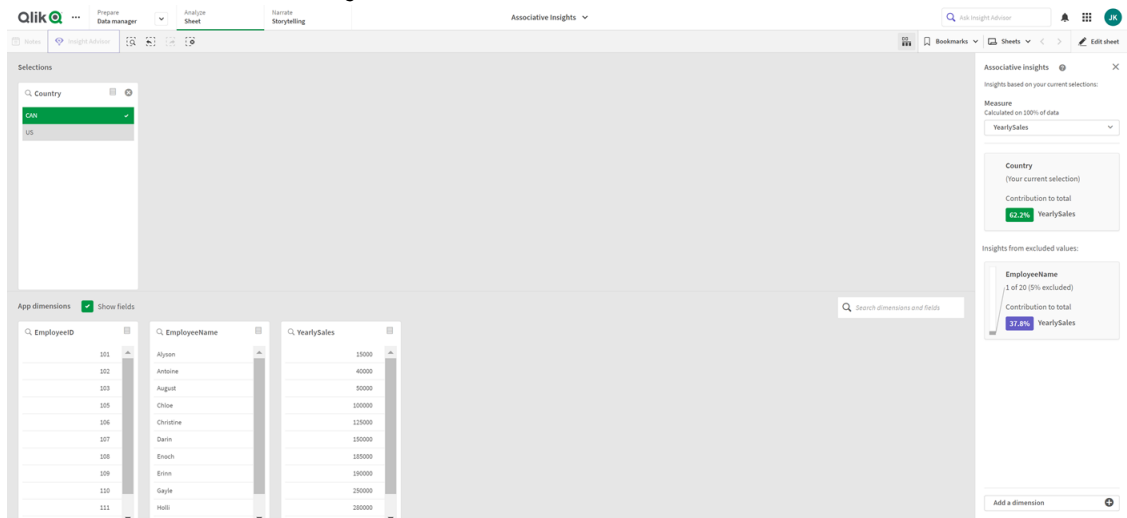 Qlik
Prepare
Data manager
Analyze
Sheet
Narrate
Storytelling
Associative Insights
Ask Insight Advisor
JK
Notes
Insight Advisor
Bookmarks
Sheets
Edit sheet
Selections
Country
CAN
US
App dimensions
Show fields
Search dimensions and fields
EmployeeID
101
102
103
105
106
107
108
109
110
111
EmployeeName
Alyson
Antoine
August
Chloe
Christine
Darin
Enoch
Erinn
Gayle
Holli
YearlySales
15000
40000
50000
100000
125000
150000
185000
190000
250000
280000
Associative insights
Insights based on your current selections:
Measure
Calculated on 100% of data
YearlySales
Country
(Your current selection)
Contribution to total
62.2% YearlySales
Insights from excluded values:
EmployeeName
1 of 20 (5% excluded)
Contribution to total
37.8% YearlySales
Add a dimension